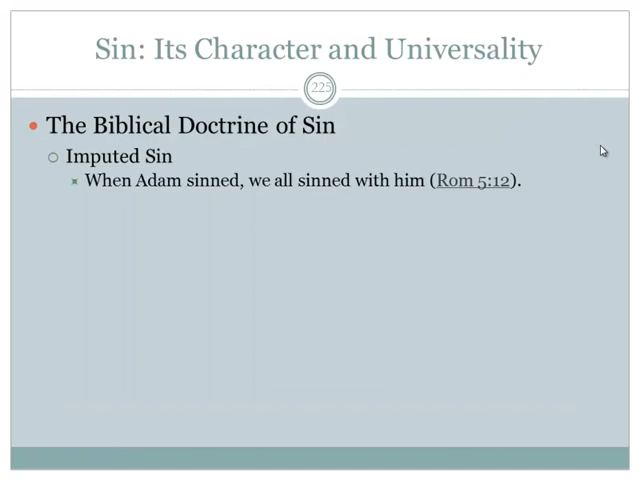 Sin: Its Character and Universality
225
The Biblical Doctrine of Sin
Imputed Sin
When Adam sinned, we all sinned with him (Rom 5:12).